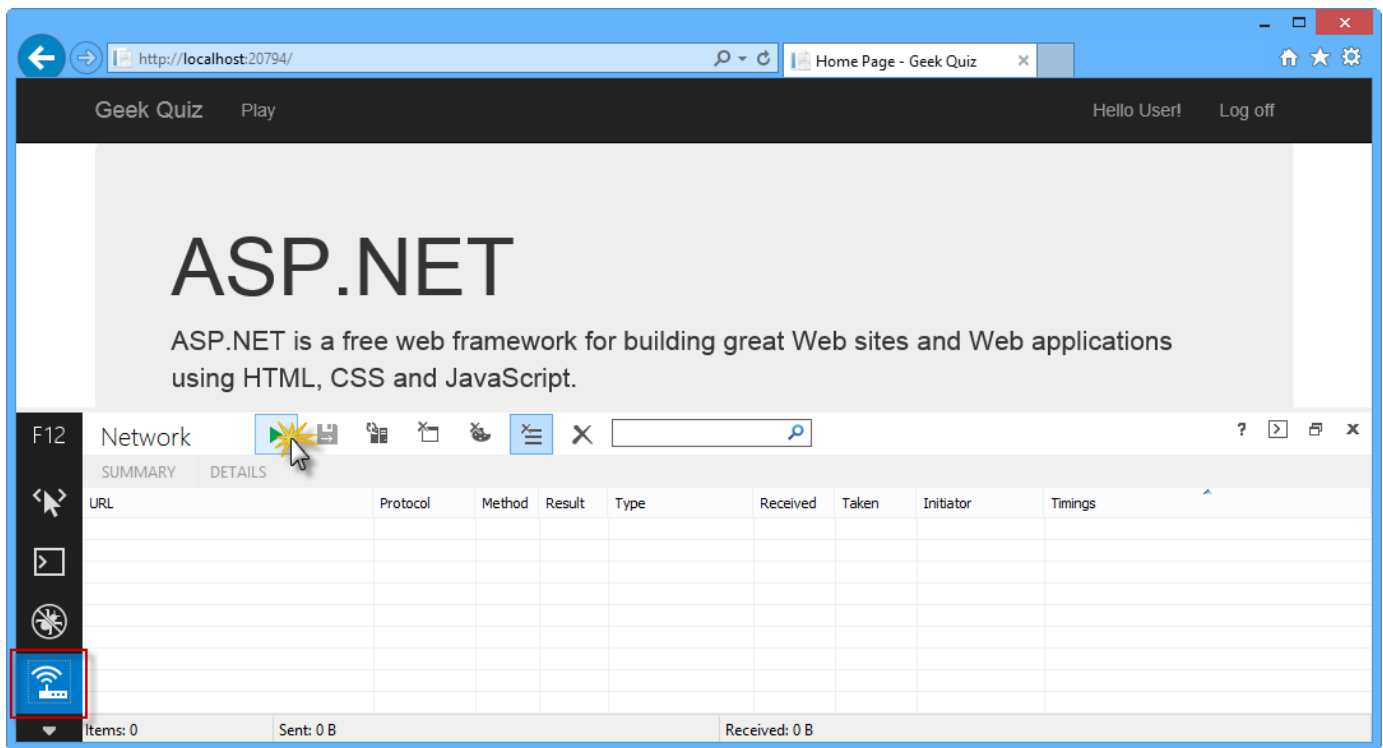 http://localhost:20794/
Home Page - Geek Quiz
Geek Quiz Play Hello User! Log off
ASP.NET
ASP.NET is a free web framework for building great Web sites and Web applications
using HTML, CSS and JavaScript.
F12 Network ?
SUMMARY DETAILS
URL Protocol Method Result Type Received Taken Initiator Timings
Items: 0 Sent: 0 B Received: 0 B